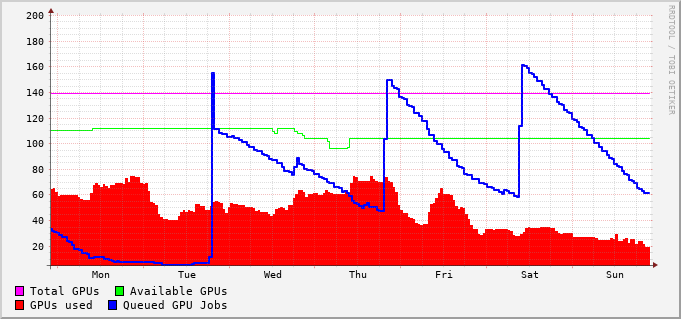 200
180
160
140
120
100
80
60
40
20
Mon Tue Wed Thu Fri Sat Sun
Total GPUs Available GPUs
GPUs used Queued GPU Jobs
RRDTOOL / TOBI OETIKER